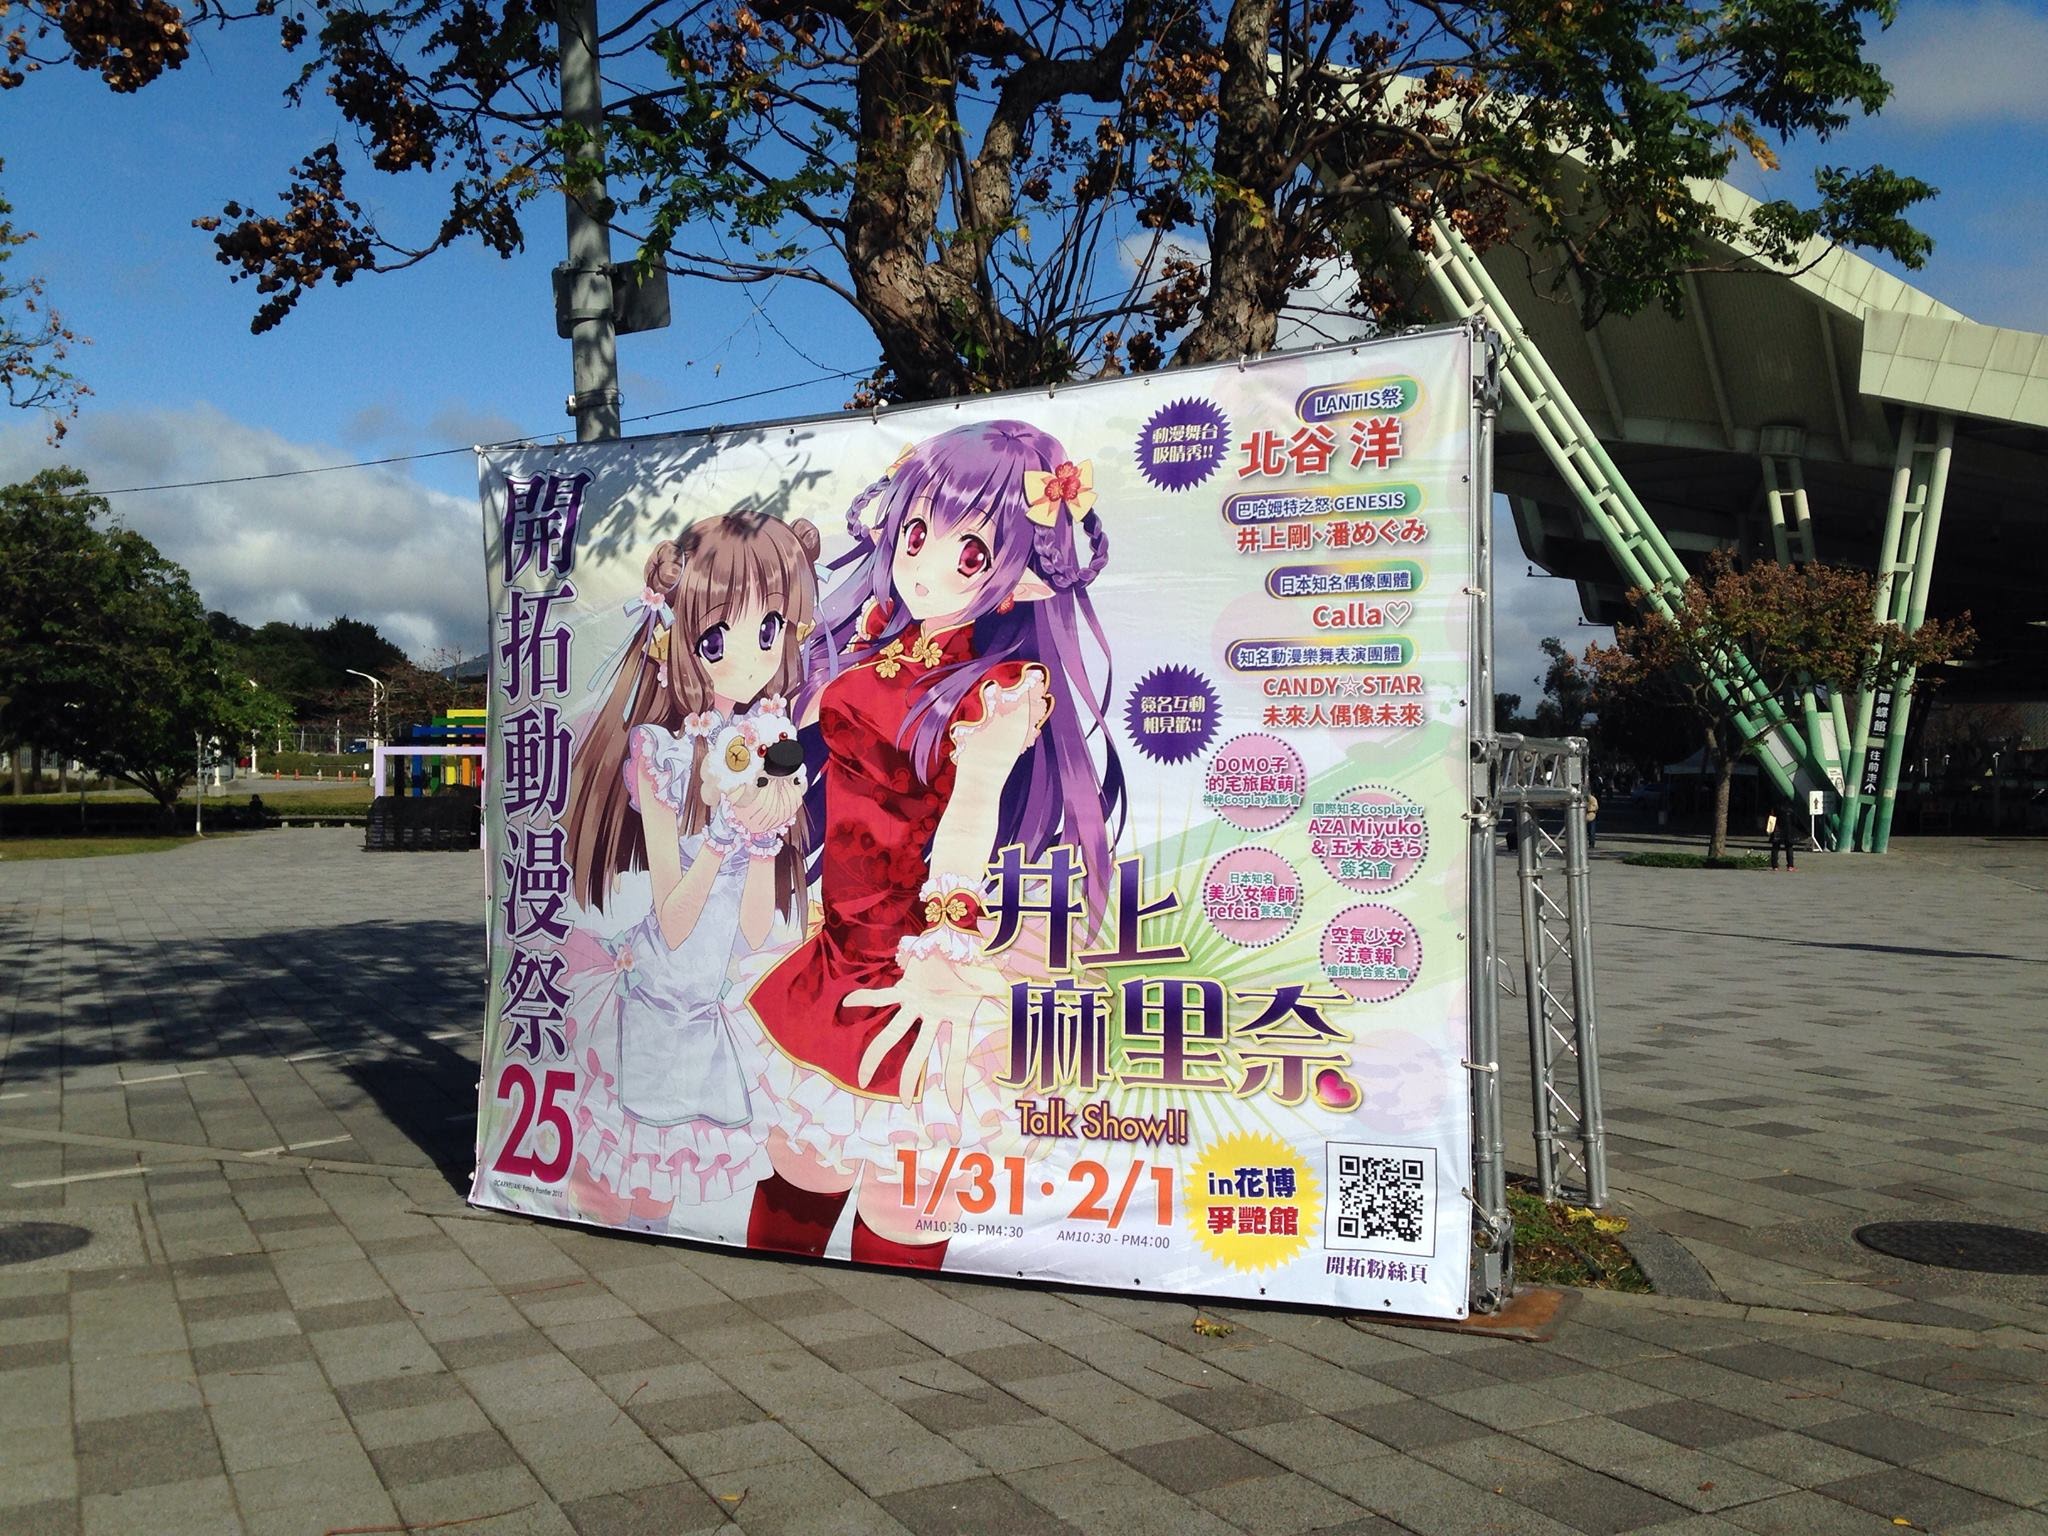 開拓動漫祭
25
動漫舞台
吸睛秀!!
LANTIS祭
北谷 洋
巴哈姆特之怒 GENESIS
井上剛、潘めぐみ
日本知名偶像團體
Calla♡
知名動漫樂舞表演團體
CANDY☆STAR
未來人偶像未來
簽名互動
相見歡!!
DOMO子
的宅旅啟萌
神秘Cosplay攝影會
國際知名Cosplayer
AZA Miyuko
& 五木あきら
簽名會
日本知名
美少女繪師
refeia簽名會
空氣少女
注意報
繪師聯合簽名會
井上
麻里奈
Talk Show!!
1/31・2/1
AM10:30 - PM4:30
AM10:30 - PM4:00
in花博
爭艷館
開拓粉絲頁
舞蝶館
往前走